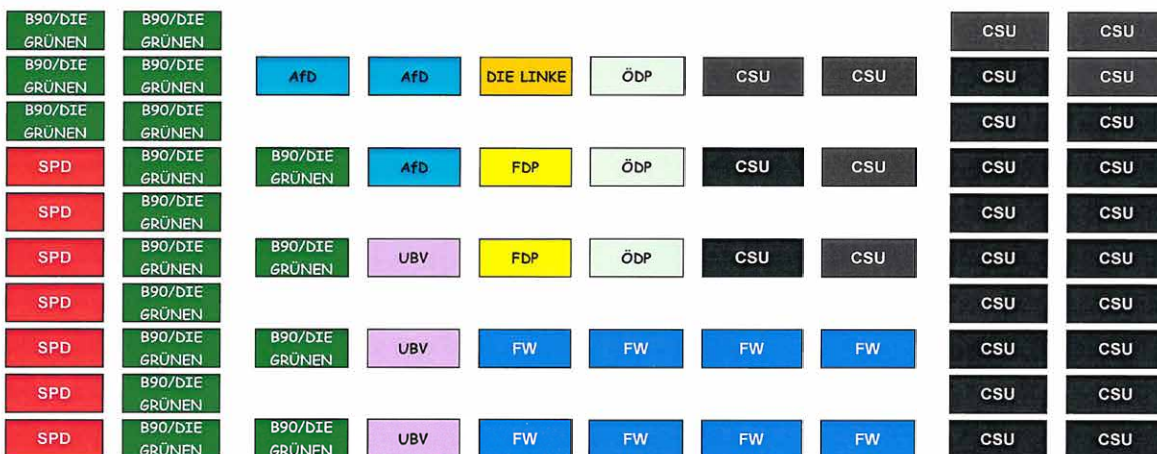 B90/DIE
GRÜNEN
B90/DIE
GRÜNEN
CSU
CSU
B90/DIE
GRÜNEN
B90/DIE
GRÜNEN
AfD
AfD
DIE LINKE
ÖDP
CSU
CSU
CSU
CSU
B90/DIE
GRÜNEN
B90/DIE
GRÜNEN
CSU
CSU
SPD
B90/DIE
GRÜNEN
B90/DIE
GRÜNEN
AfD
FDP
ÖDP
CSU
CSU
CSU
CSU
SPD
B90/DIE
GRÜNEN
CSU
CSU
SPD
B90/DIE
GRÜNEN
B90/DIE
GRÜNEN
UBV
FDP
ÖDP
CSU
CSU
CSU
CSU
SPD
B90/DIE
GRÜNEN
CSU
CSU
SPD
B90/DIE
GRÜNEN
B90/DIE
GRÜNEN
UBV
FW
FW
FW
FW
CSU
CSU
SPD
B90/DIE
GRÜNEN
CSU
CSU
SPD
B90/DIE
GRÜNEN
B90/DIE
GRÜNEN
UBV
FW
FW
FW
FW
CSU
CSU